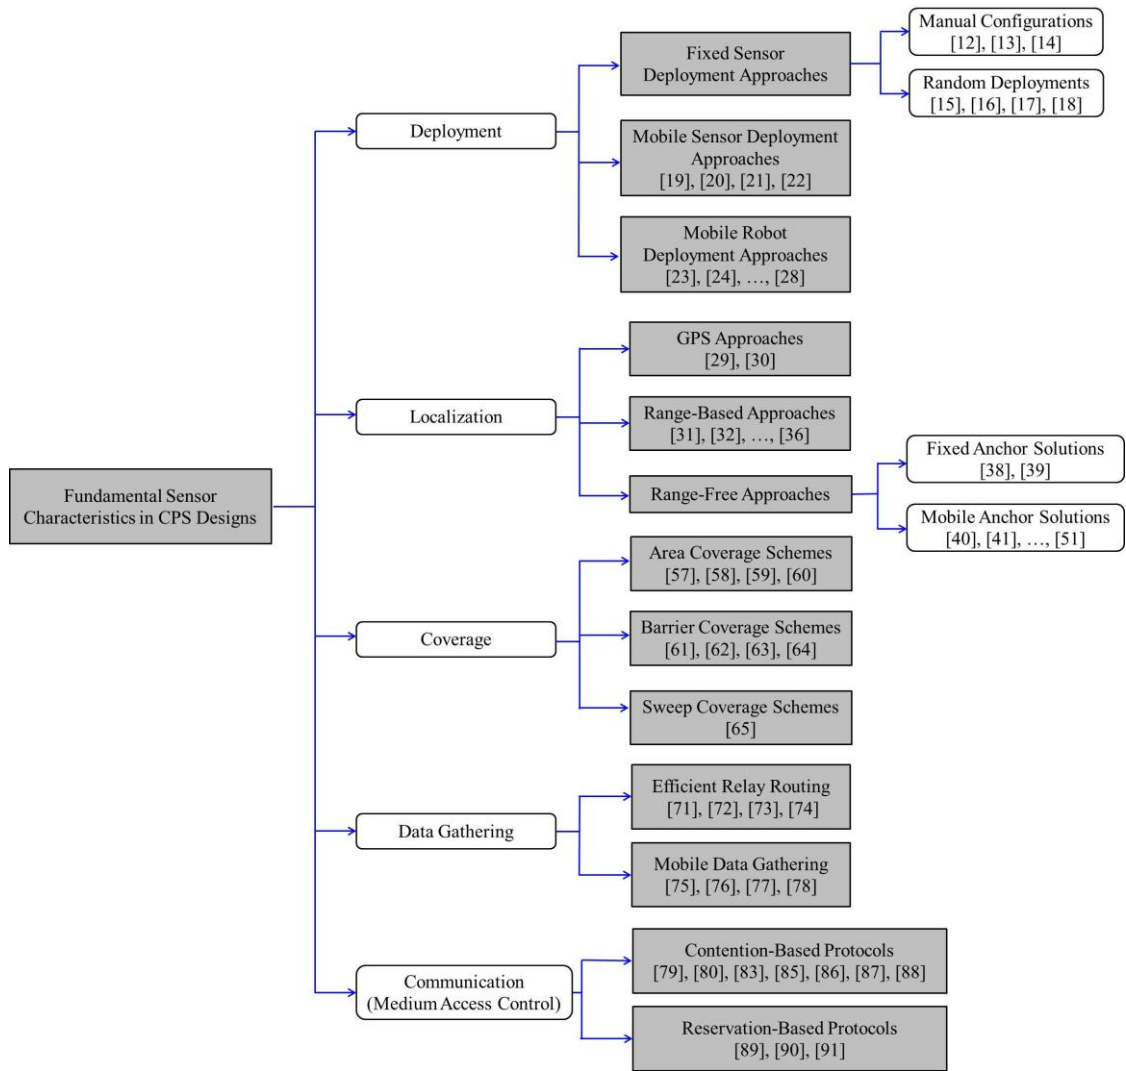 Fundamental Sensor
Characteristics in CPS Designs
Deployment
Fixed Sensor
Deployment Approaches
Manual Configurations
[12], [13], [14]
Random Deployments
[15], [16], [17], [18]
Mobile Sensor Deployment
Approaches
[19], [20], [21], [22]
Mobile Robot
Deployment Approaches
[23], [24], …, [28]
Localization
GPS Approaches
[29], [30]
Range-Based Approaches
[31], [32], …, [36]
Range-Free Approaches
Fixed Anchor Solutions
[38], [39]
Mobile Anchor Solutions
[40], [41], …, [51]
Coverage
Area Coverage Schemes
[57], [58], [59], [60]
Barrier Coverage Schemes
[61], [62], [63], [64]
Sweep Coverage Schemes
[65]
Data Gathering
Efficient Relay Routing
[71], [72], [73], [74]
Mobile Data Gathering
[75], [76], [77], [78]
Communication
(Medium Access Control)
Contention-Based Protocols
[79], [80], [83], [85], [86], [87], [88]
Reservation-Based Protocols
[89], [90], [91]